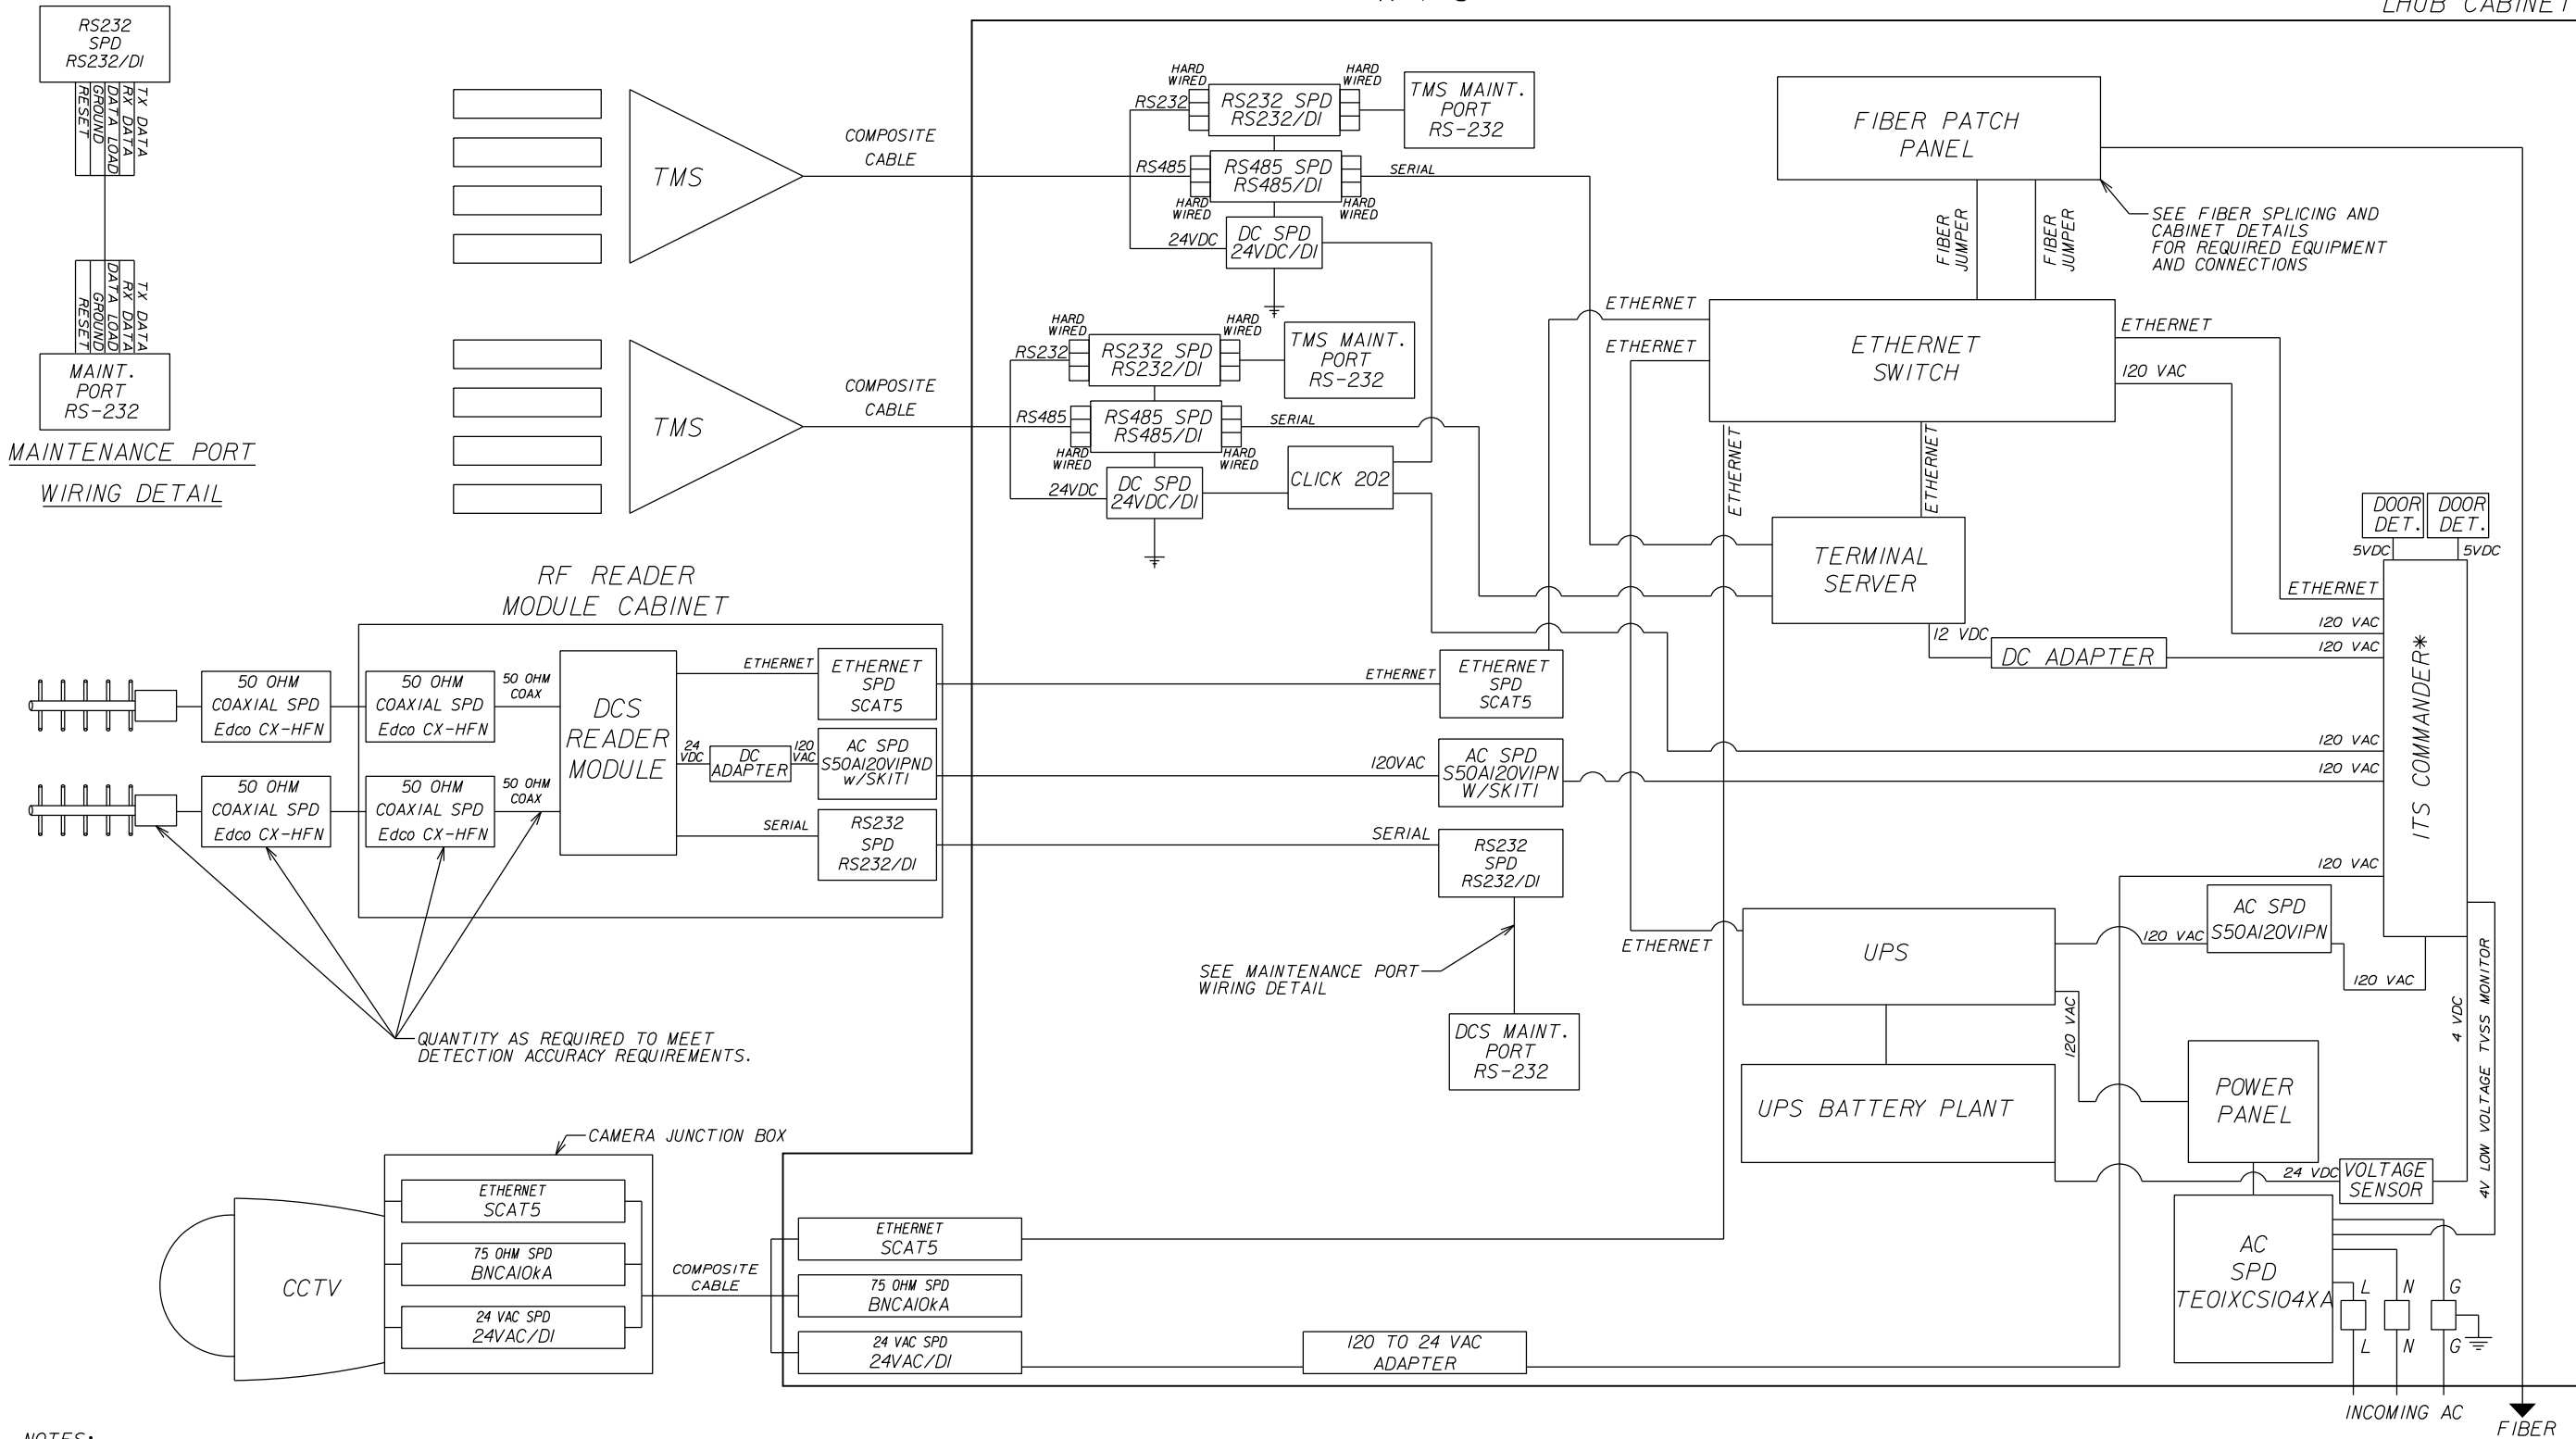 LHUB CABINET
RS232
SPD
RS232/DI
TX DATA
RX DATA
DATA LOAD
GROUND
RESET
TX DATA
RX DATA
DATA LOAD
GROUND
RESET
MAINT.
PORT
RS-232
MAINTENANCE PORT
WIRING DETAIL
TMS
COMPOSITE
CABLE
TMS
COMPOSITE
CABLE
HARD
WIRED
HARD
WIRED
RS232
RS232 SPD
RS232/DI
TMS MAINT.
PORT
RS-232
RS485
RS485 SPD
RS485/DI
SERIAL
HARD
WIRED
HARD
WIRED
24VDC
DC SPD
24VDC/DI
HARD
WIRED
HARD
WIRED
RS232
RS232 SPD
RS232/DI
TMS MAINT.
PORT
RS-232
RS485
RS485 SPD
RS485/DI
SERIAL
HARD
WIRED
HARD
WIRED
24VDC
DC SPD
24VDC/DI
CLICK 202
FIBER PATCH
PANEL
FIBER
JUMPER
FIBER
JUMPER
SEE FIBER SPLICING AND
CABINET DETAILS
FOR REQUIRED EQUIPMENT
AND CONNECTIONS
ETHERNET
ETHERNET
ETHERNET
SWITCH
ETHERNET
120 VAC
ETHERNET
ETHERNET
TERMINAL
SERVER
12 VDC
DC ADAPTER
DOOR
DET.
DOOR
DET.
5VDC
5VDC
ETHERNET
120 VAC
120 VAC
120 VAC
120 VAC
120 VAC
ITS COMMANDER*
RF READER
MODULE CABINET
50 OHM
COAXIAL SPD
Edco CX-HFN
50 OHM
COAXIAL SPD
Edco CX-HFN
50 OHM
COAX
50 OHM
COAXIAL SPD
Edco CX-HFN
50 OHM
COAXIAL SPD
Edco CX-HFN
50 OHM
COAX
DCS
READER
MODULE
ETHERNET
ETHERNET
SPD
SCAT5
24
VDC
DC
ADAPTER
120
VAC
AC SPD
S50A120VIPND
w/SKIT1
SERIAL
RS232
SPD
RS232/DI
QUANTITY AS REQUIRED TO MEET
DETECTION ACCURACY REQUIREMENTS.
ETHERNET
ETHERNET
SPD
SCAT5
120VAC
AC SPD
S50A120VIPN
W/SKIT1
SERIAL
RS232
SPD
RS232/DI
SEE MAINTENANCE PORT
WIRING DETAIL
DCS MAINT.
PORT
RS-232
ETHERNET
UPS
120 VAC
AC SPD
S50A120VIPN
120 VAC
120 VAC
UPS BATTERY PLANT
POWER
PANEL
4 VDC
4V LOW VOLTAGE TVSS MONITOR
24 VDC
VOLTAGE
SENSOR
AC
SPD
TE01XCS104XA
L
N
G
L
N
G
INCOMING AC
FIBER
CAMERA JUNCTION BOX
CCTV
ETHERNET
SCAT5
75 OHM SPD
BNCA10kA
24 VAC SPD
24VAC/DI
COMPOSITE
CABLE
ETHERNET
SCAT5
75 OHM SPD
BNCA10kA
24 VAC SPD
24VAC/DI
120 TO 24 VAC
ADAPTER
NOTES: